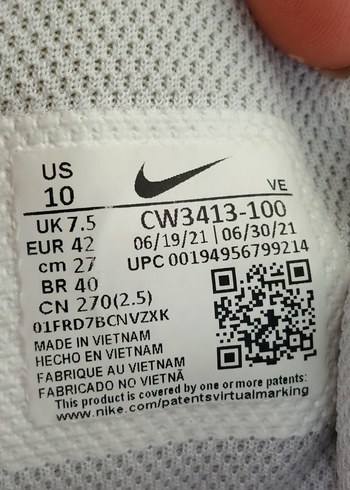 US
10
VE
UK 7.5
EUR 42
cm 27
BR 40
CN 270(2.5)
CW3413-100
06/19/21 | 06/30/21
UPC 00194956799214
01FRD7BCNVZXK
MADE IN VIETNAM
HECHO EN VIETNAM
FABRIQUE AU VIETNAM
FABRICADO NO VIETNÃ
This product is covered by one or more patents:
www.nike.com/patentsvirtualmarking